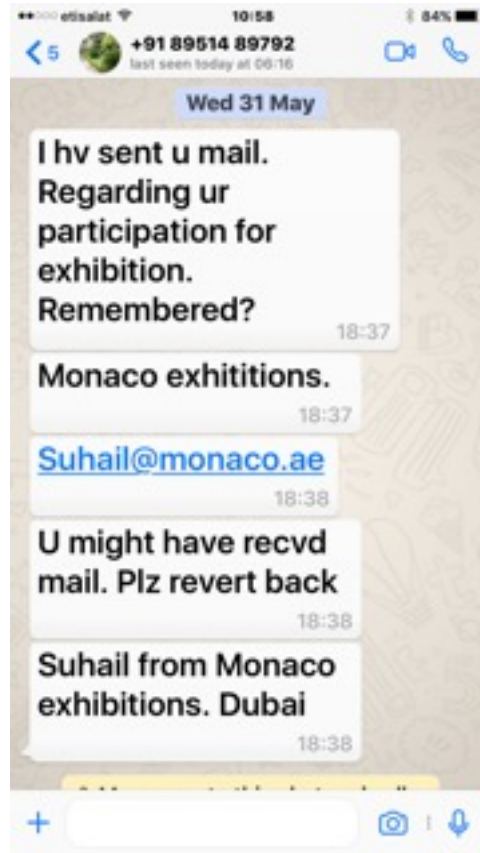 etisalat 10:58 84%
5 +91 89514 89792
last seen today at 06:16
Wed 31 May
I hv sent u mail.
Regarding ur
participation for
exhibition.
Remembered?
18:37
Monaco exhititions.
18:37
Suhail@monaco.ae
18:38
U might have recvd
mail. Plz revert back
18:38
Suhail from Monaco
exhibitions. Dubai
18:38